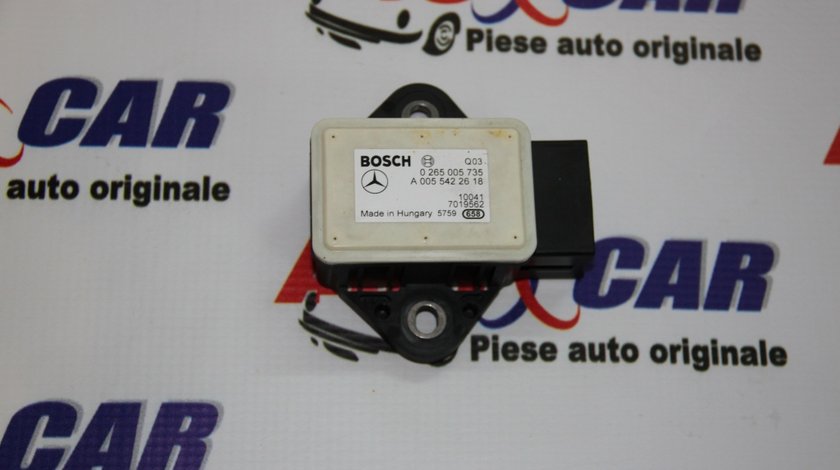 CAR
Piese auto originale
CAR
auto originale
BOSCH Q03
0 265 005 735
A 005 542 26 18
10041
7019562
Made in Hungary 5759 658
CAR
Piese auto originale
CAR